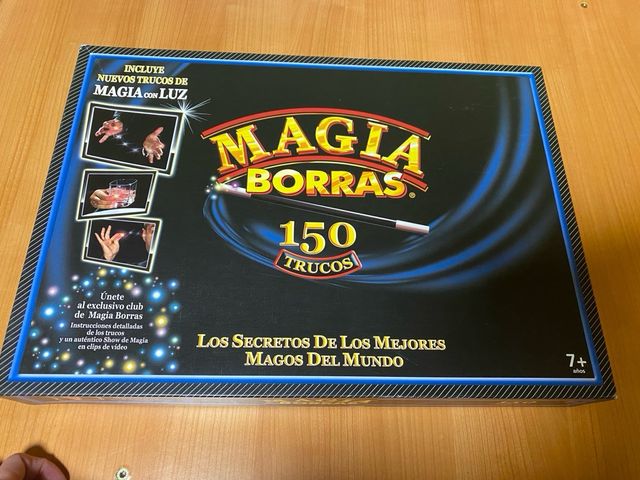 INCLUYE
NUEVOS TRUCOS DE
MAGIA CON LUZ
MAGIA
BORRAS®
150
TRUCOS
Únete
al exclusivo club
de Magia Borras
Instrucciones detalladas
de los trucos
y un auténtico Show de Magia
en clips de vídeo
LOS SECRETOS DE LOS MEJORES
MAGOS DEL MUNDO
7+
años